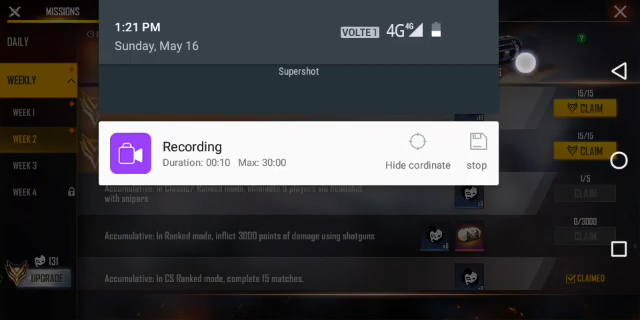 MISSIONS
1:21 PM
Sunday, May 16
VOLTE 1 4G 4G
Supershot
DAILY
WEEKLY
WEEK 1
WEEK 2
WEEK 3
WEEK 4
131
UPGRADE
Recording
Duration: 00:10 Max: 30:00
Hide cordinate
stop
15/15
CLAIM
15/15
CLAIM
Accumulative: In Classic/ Ranked mode, eliminate 5 players via headshot
with snipers
1/5
CLAIM
Accumulative: In Ranked mode, inflict 3000 points of damage using shotguns
0/3000
CLAIM
Accumulative: In CS Ranked mode, complete 15 matches.
CLAIMED